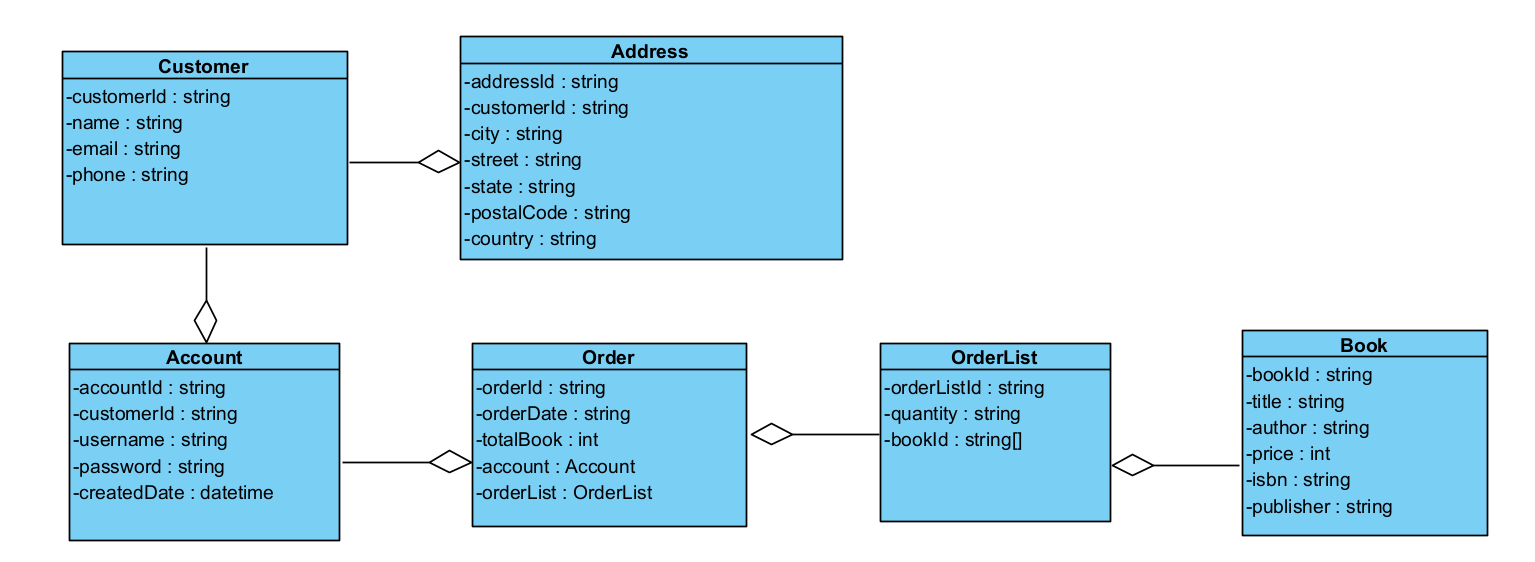 Customer
-customerId : string
-name : string
-email : string
-phone : string
Address
-addressId : string
-customerId : string
-city : string
-street : string
-state : string
-postalCode : string
-country : string
Account
-accountId : string
-customerId : string
-username : string
-password : string
-createdDate : datetime
Order
-orderId : string
-orderDate : string
-totalBook : int
-account : Account
-orderList : OrderList
OrderList
-orderListId : string
-quantity : string
-bookId : string[]
Book
-bookId : string
-title : string
-author : string
-price : int
-isbn : string
-publisher : string